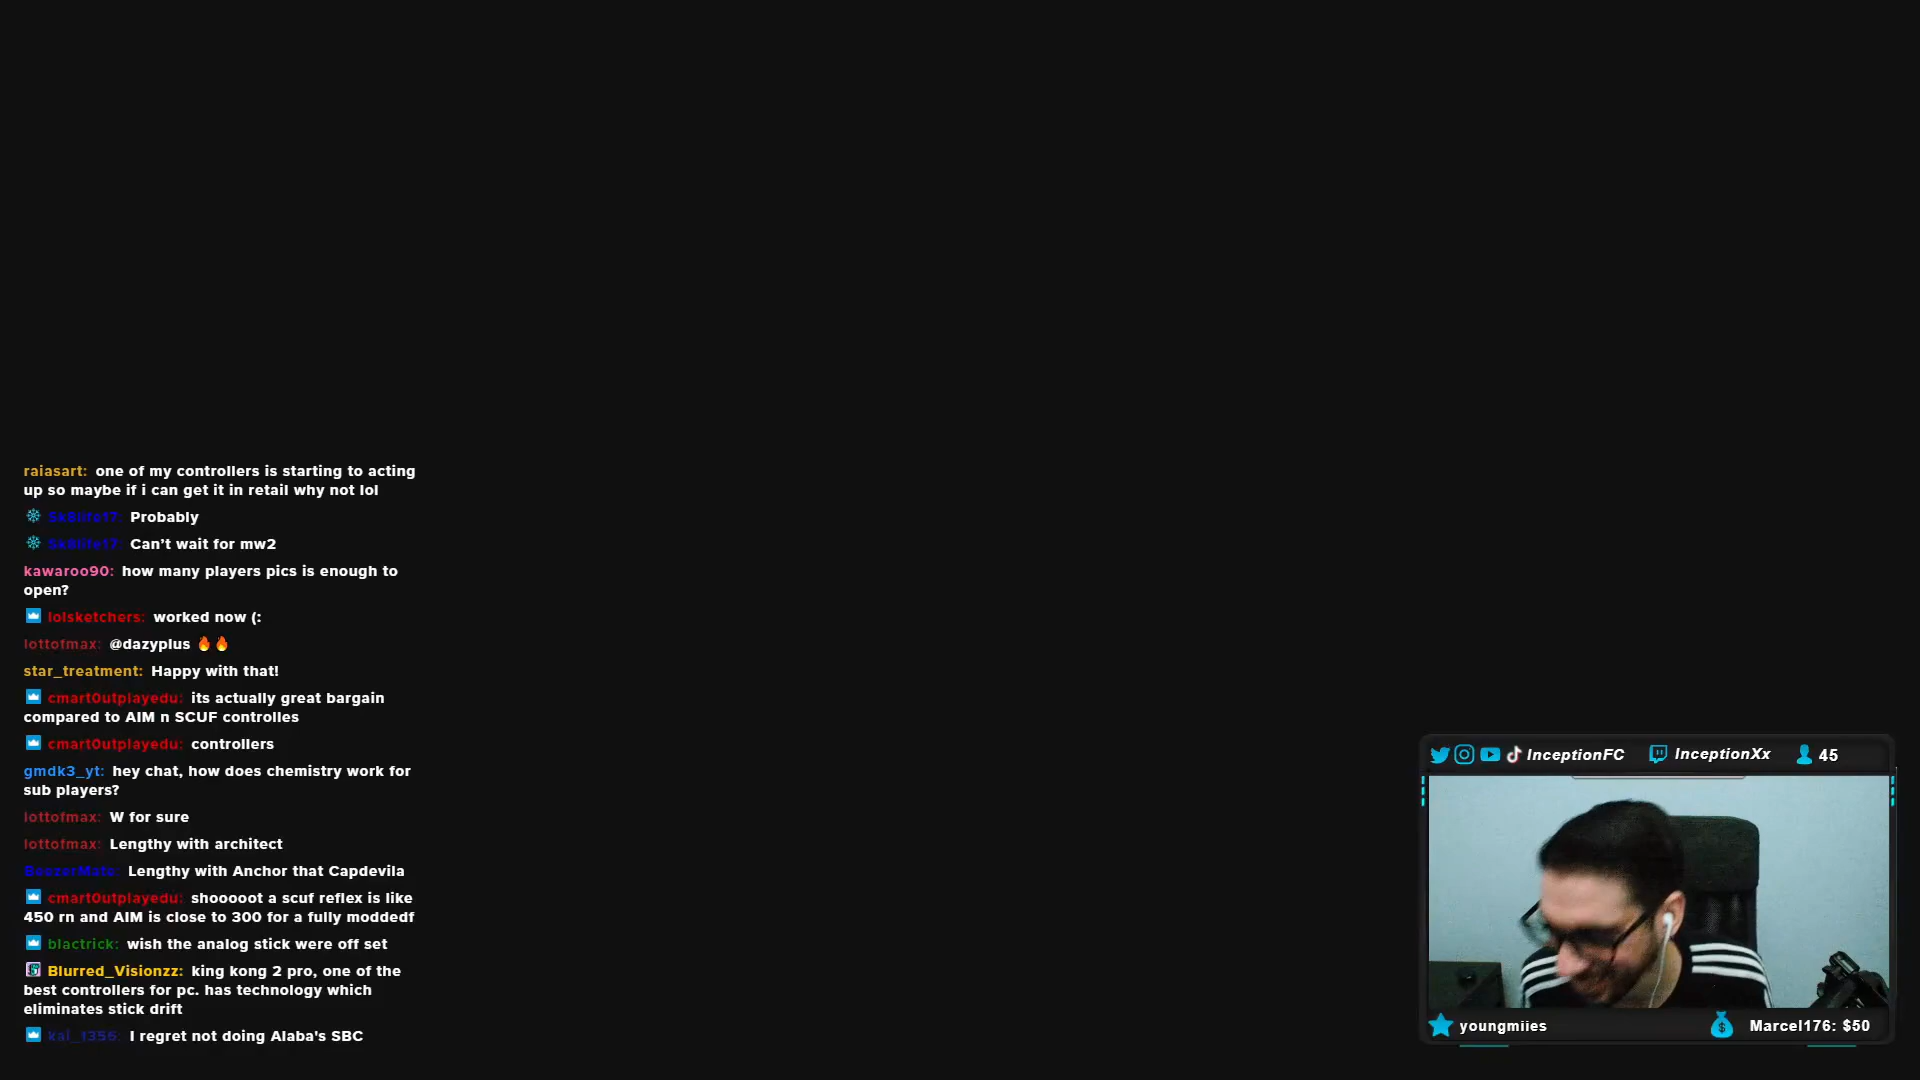 raiasart: one of my controllers is starting to acting
up so maybe if i can get it in retail why not lol
Sk8life17: Probably
Sk8life17: Can't wait for mw2
kawaroo90: how many players pics is enough to
open?
lolsketchers: worked now (:
lottofmax: @dazyplus 🔥🔥
star_treatment: Happy with that!
cmart0utplayedu: its actually great bargain
compared to AIM n SCUF controlles
cmart0utplayedu: controllers
gmdk3_yt: hey chat, how does chemistry work for
sub players?
lottofmax: W for sure
lottofmax: Lengthy with architect
BoozerMate: Lengthy with Anchor that Capdevila
cmart0utplayedu: shooooot a scuf reflex is like
450 rn and AIM is close to 300 for a fully moddedf
blactrick: wish the analog stick were off set
Blurred_Visionzz: king kong 2 pro, one of the
best controllers for pc. has technology which
eliminates stick drift
kal_1356: I regret not doing Alaba's SBC
InceptionFC InceptionXx 45
youngmiies Marcel176: $50